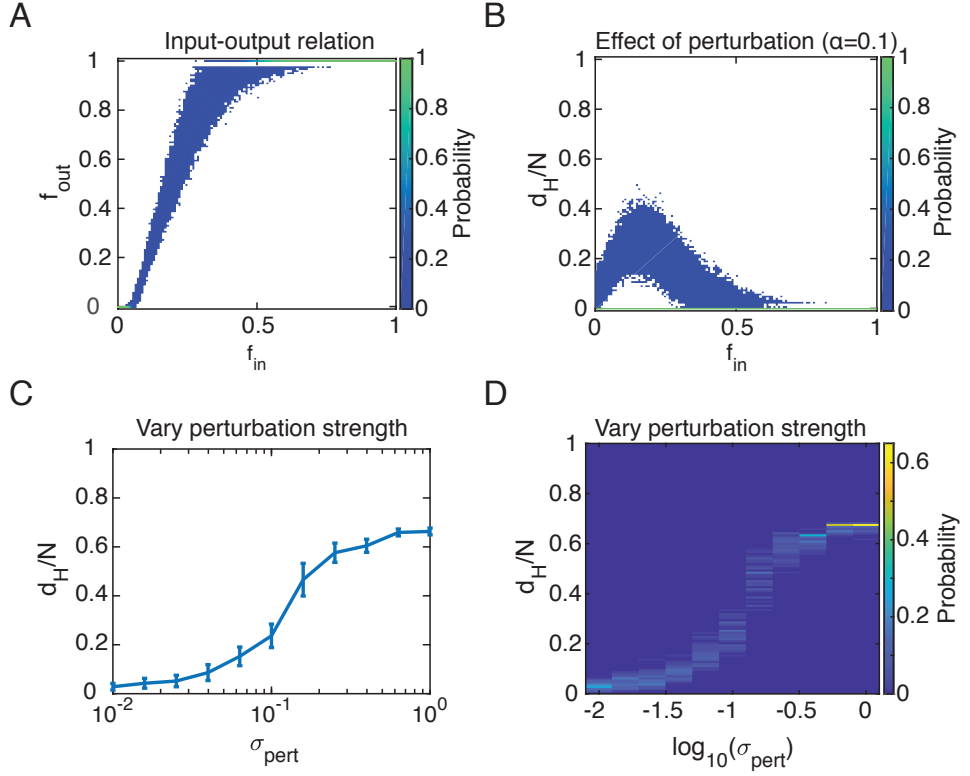 A
Input-output relation
1
0.8
0.6
0.4
0.2
0
f_out
0
0.5
1
f_in
1
0.8
0.6
0.4
0.2
0
Probability
B
Effect of perturbation (α=0.1)
1
0.8
0.6
0.4
0.2
0
d_H/N
0
0.5
1
f_in
1
0.8
0.6
0.4
0.2
0
Probability
C
Vary perturbation strength
1
0.8
0.6
0.4
0.2
0
d_H/N
10^-2
10^-1
10^0
σ_pert
D
Vary perturbation strength
1
0.8
0.6
0.4
0.2
0
d_H/N
-2
-1.5
-1
-0.5
0
log_10(σ_pert)
0.6
0.4
0.2
0
Probability